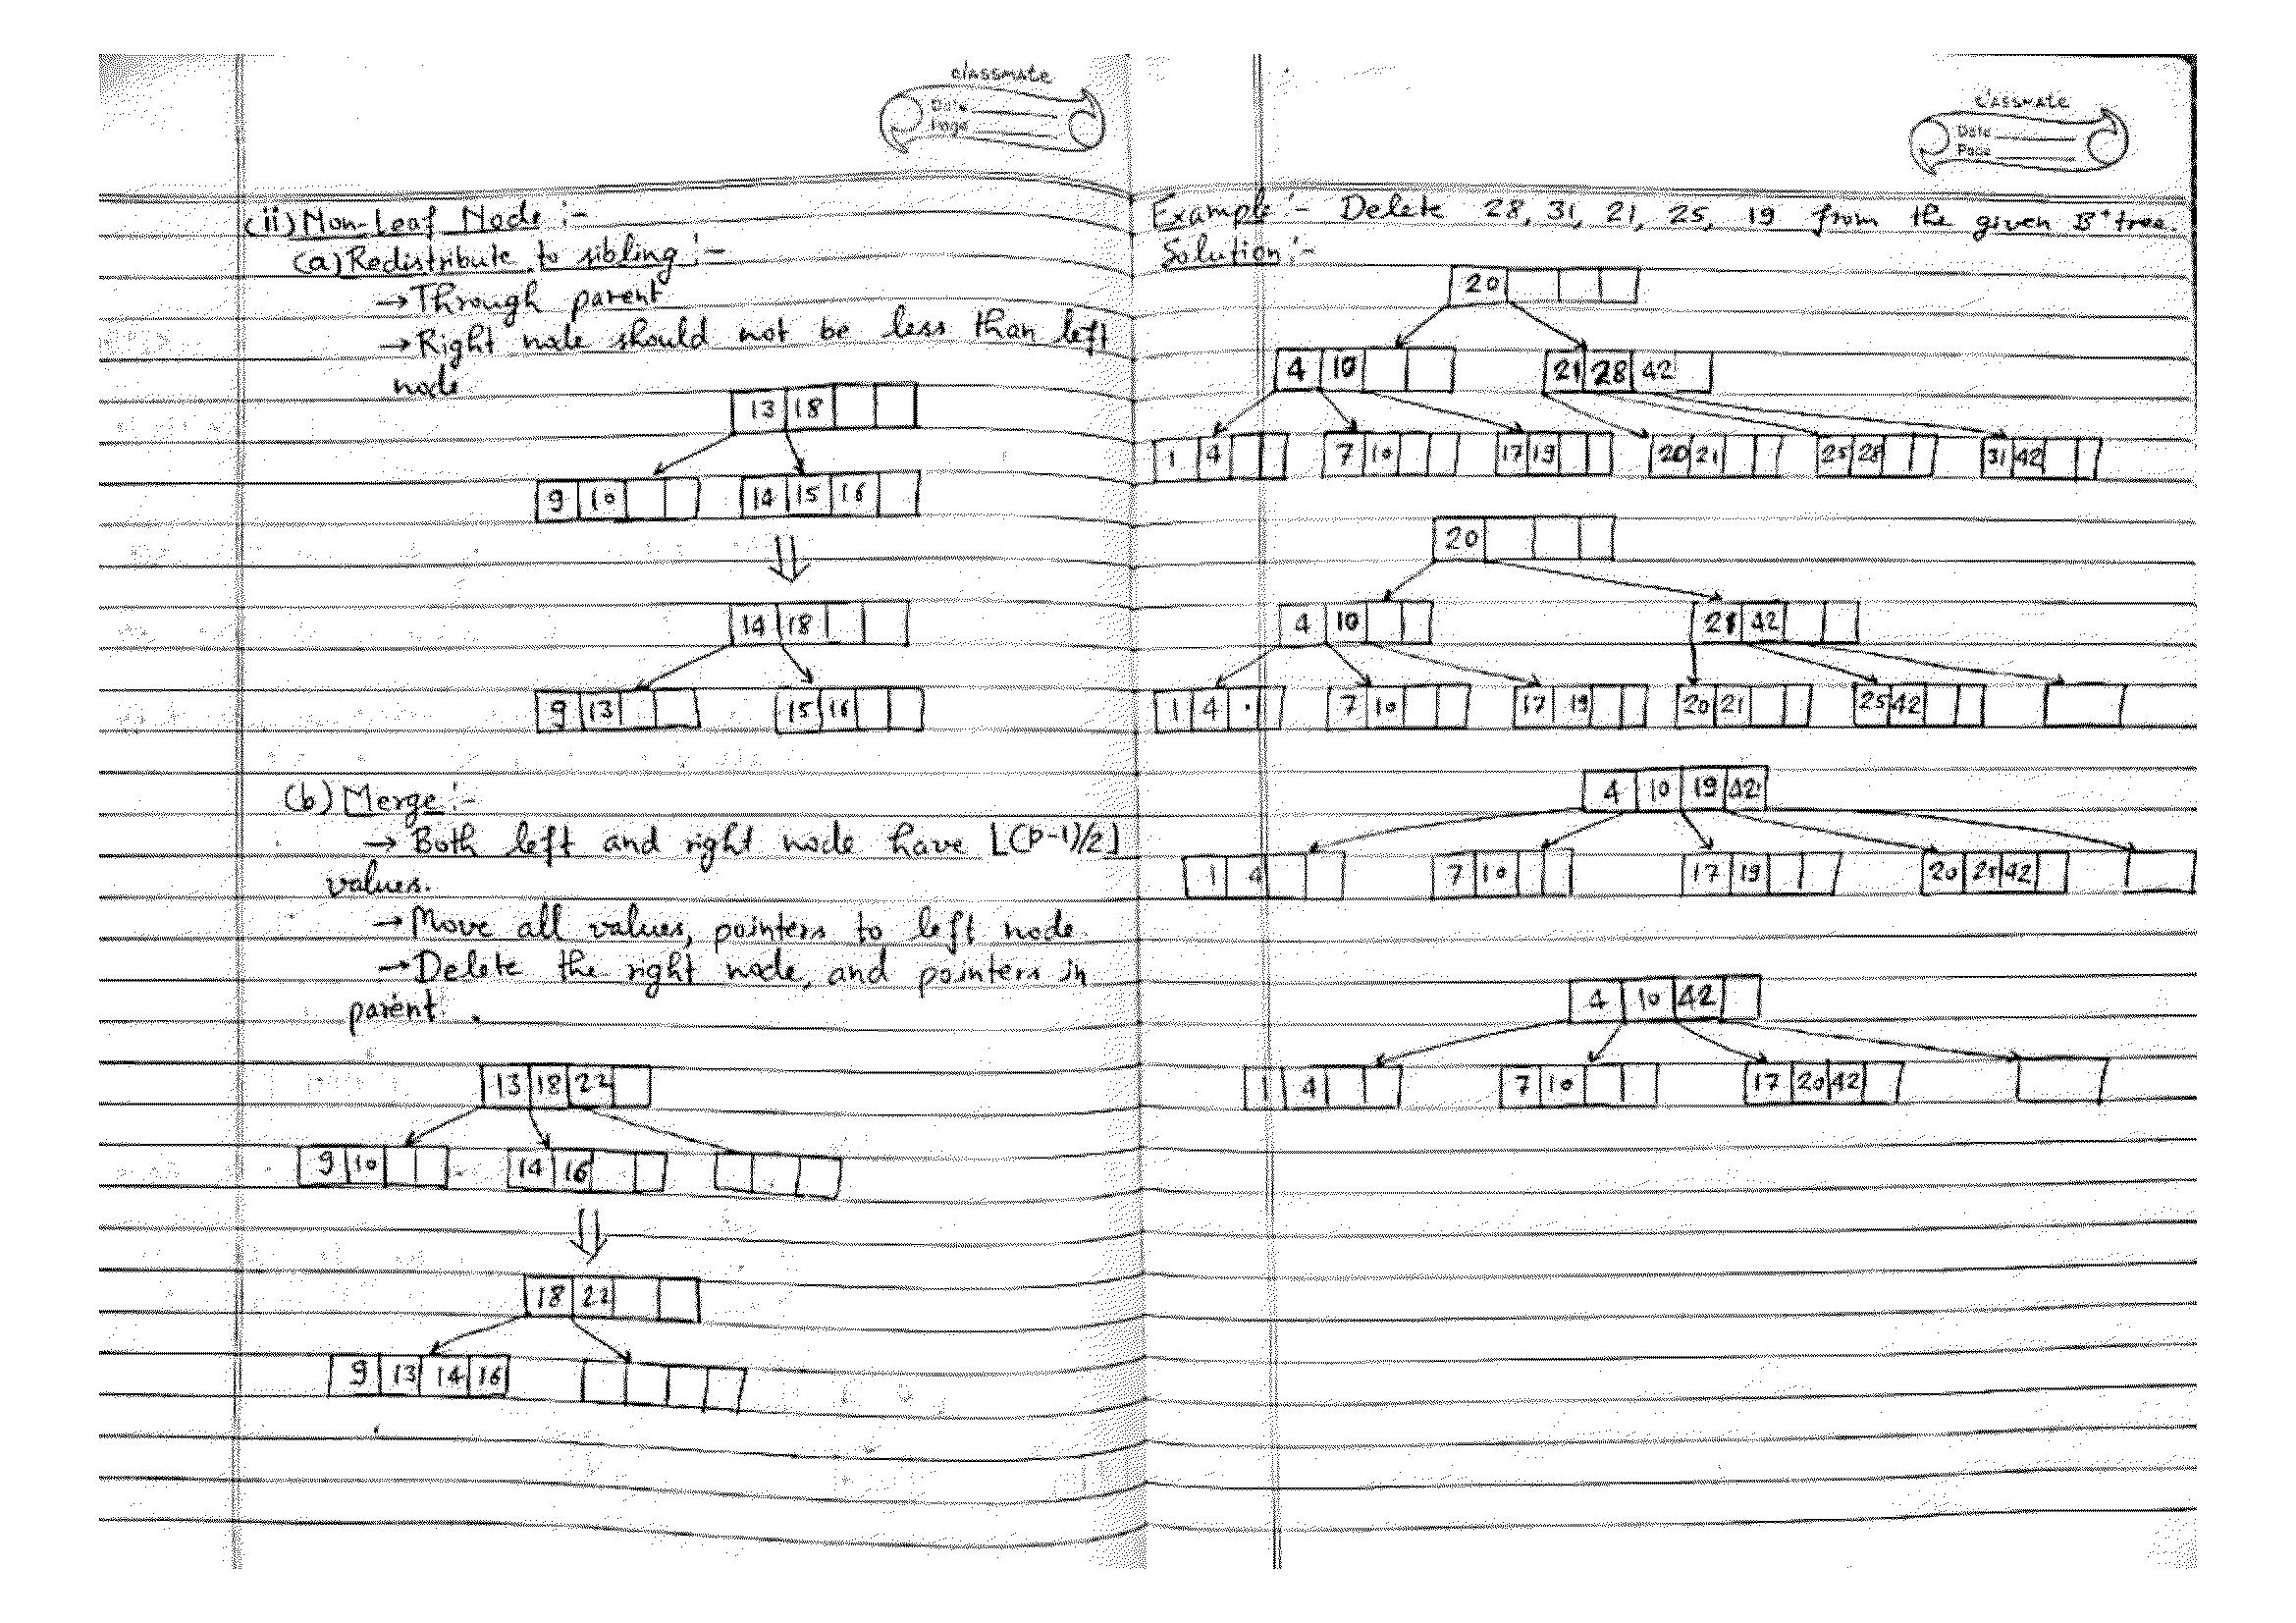 classmate
Date
Page
(ii) Non-Leaf Node :-
(a) Redistribute to sibling :-
→ Through parent
→ Right node should not be less than left
node
13 18
9 10
14 15 16
14 18
9 13
15 16
(b) Merge :-
→ Both left and right node have ⌊(P-1)/2⌋
values.
→ Move all values, pointers to left node.
→ Delete the right node, and pointers in
parent.
13 18 22
9 10
14 16
18 22
9 13 14 16
classmate
Date
Page
Example :- Delete 28, 31, 21, 25, 19 from the given B+ tree.
Solution :-
20
4 10
21 28 42
1 4
7 10
17 19
20 21
25 28
31 42
20
4 10
21 42
1 4
7 10
17 19
20 21
25 42
4 10 19 42
1 4
7 10
17 19
20 25 42
4 10 42
1 4
7 10
17 20 42